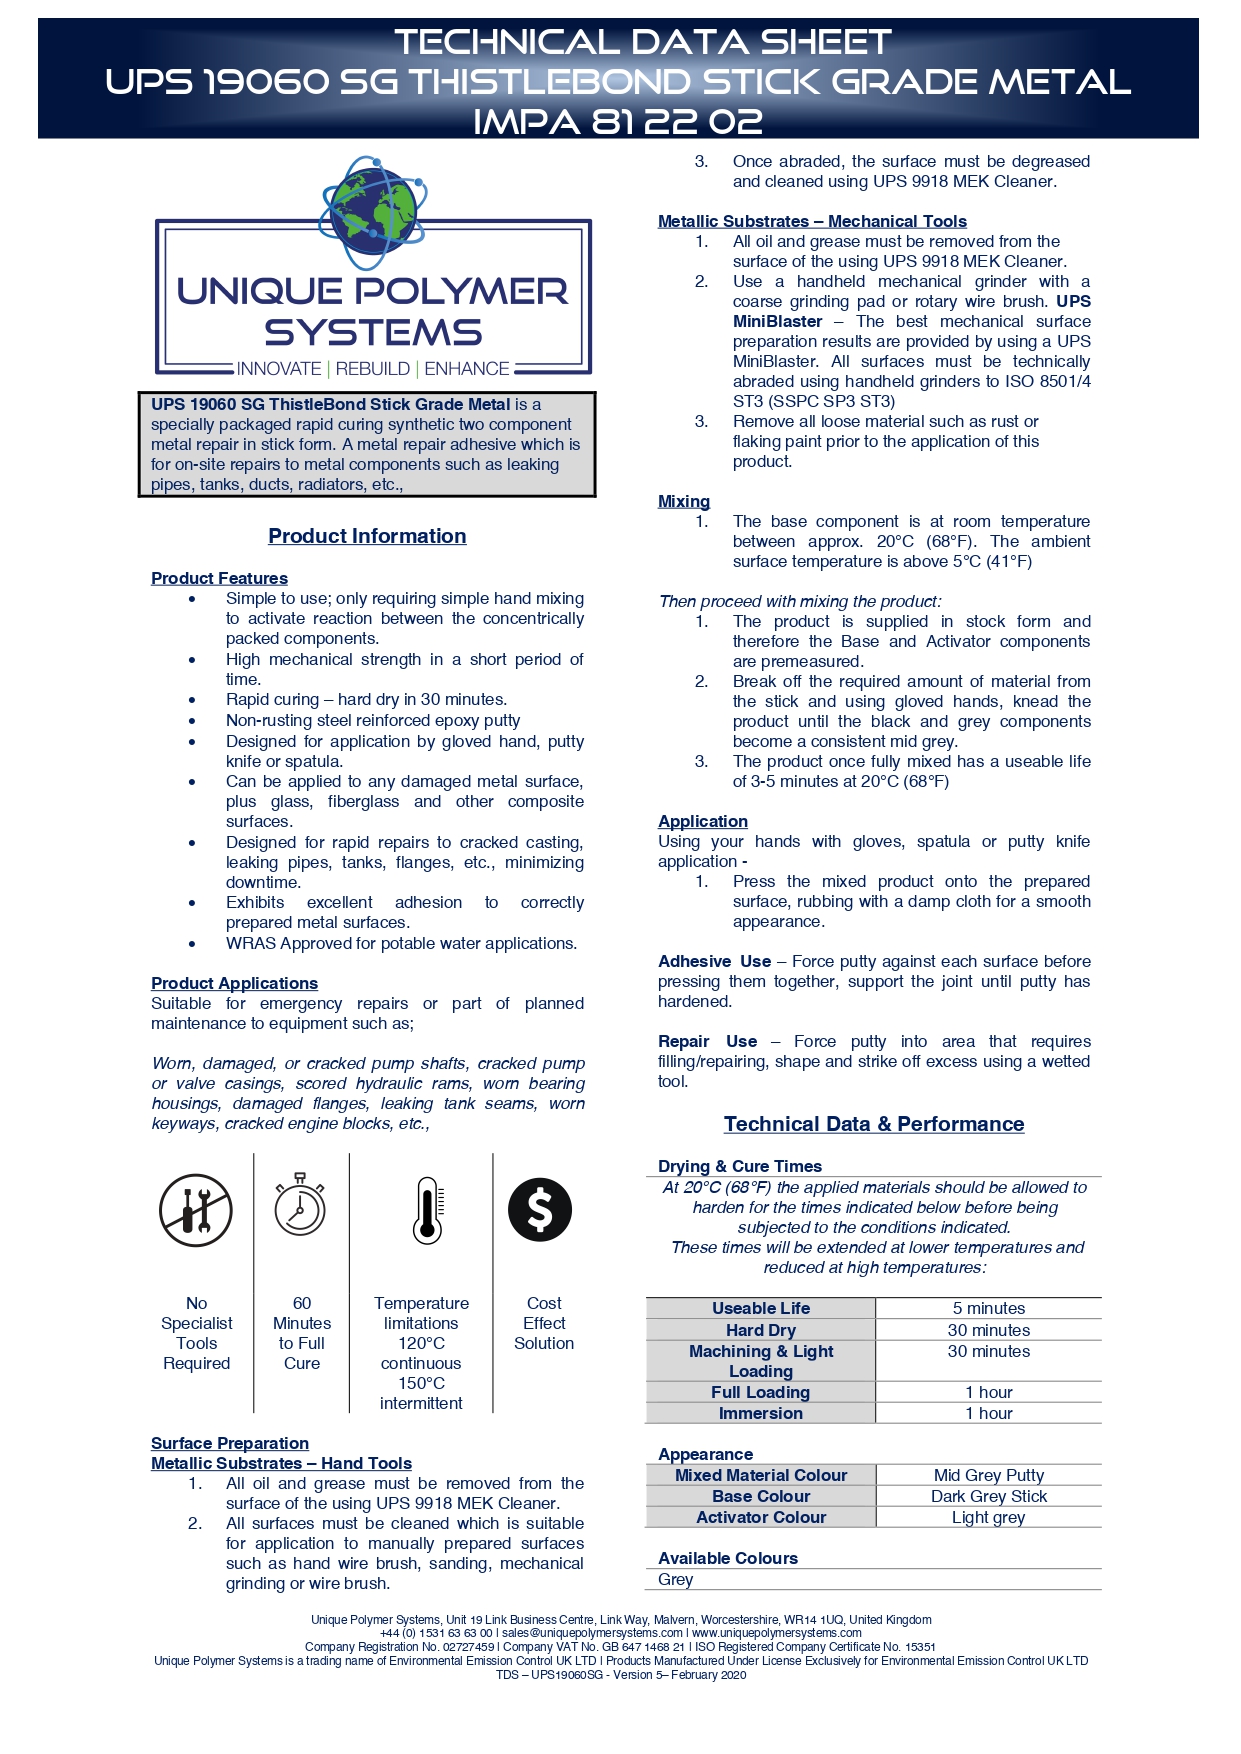 TECHNICAL DATA SHEET
UPS 19060 SG THISTLEBOND STICK GRADE METAL
IMPA 81 22 02
UNIQUE POLYMER
SYSTEMS
INNOVATE | REBUILD | ENHANCE
UPS 19060 SG ThistleBond Stick Grade Metal is a
specially packaged rapid curing synthetic two component
metal repair in stick form. A metal repair adhesive which is
for on-site repairs to metal components such as leaking
pipes, tanks, ducts, radiators, etc.,
Product Information
Product Features
• Simple to use; only requiring simple hand mixing
to activate reaction between the concentrically
packed components.
• High mechanical strength in a short period of
time.
• Rapid curing – hard dry in 30 minutes.
• Non-rusting steel reinforced epoxy putty
• Designed for application by gloved hand, putty
knife or spatula.
• Can be applied to any damaged metal surface,
plus glass, fiberglass and other composite
surfaces.
• Designed for rapid repairs to cracked casting,
leaking pipes, tanks, flanges, etc., minimizing
downtime.
• Exhibits excellent adhesion to correctly
prepared metal surfaces.
• WRAS Approved for potable water applications.
Product Applications
Suitable for emergency repairs or part of planned
maintenance to equipment such as;
Worn, damaged, or cracked pump shafts, cracked pump
or valve casings, scored hydraulic rams, worn bearing
housings, damaged flanges, leaking tank seams, worn
keyways, cracked engine blocks, etc.,
No
Specialist
Tools
Required
60
Minutes
to Full
Cure
Temperature
limitations
120°C
continuous
150°C
intermittent
$
Cost
Effect
Solution
Surface Preparation
Metallic Substrates – Hand Tools
1. All oil and grease must be removed from the
surface of the using UPS 9918 MEK Cleaner.
2. All surfaces must be cleaned which is suitable
for application to manually prepared surfaces
such as hand wire brush, sanding, mechanical
grinding or wire brush.
3. Once abraded, the surface must be degreased
and cleaned using UPS 9918 MEK Cleaner.
Metallic Substrates – Mechanical Tools
1. All oil and grease must be removed from the
surface of the using UPS 9918 MEK Cleaner.
2. Use a handheld mechanical grinder with a
coarse grinding pad or rotary wire brush. UPS
MiniBlaster – The best mechanical surface
preparation results are provided by using a UPS
MiniBlaster. All surfaces must be technically
abraded using handheld grinders to ISO 8501/4
ST3 (SSPC SP3 ST3)
3. Remove all loose material such as rust or
flaking paint prior to the application of this
product.
Mixing
1. The base component is at room temperature
between approx. 20°C (68°F). The ambient
surface temperature is above 5°C (41°F)
Then proceed with mixing the product:
1. The product is supplied in stock form and
therefore the Base and Activator components
are premeasured.
2. Break off the required amount of material from
the stick and using gloved hands, knead the
product until the black and grey components
become a consistent mid grey.
3. The product once fully mixed has a useable life
of 3-5 minutes at 20°C (68°F)
Application
Using your hands with gloves, spatula or putty knife
application -
1. Press the mixed product onto the prepared
surface, rubbing with a damp cloth for a smooth
appearance.
Adhesive Use – Force putty against each surface before
pressing them together, support the joint until putty has
hardened.
Repair Use – Force putty into area that requires
filling/repairing, shape and strike off excess using a wetted
tool.
Technical Data & Performance
Drying & Cure Times
At 20°C (68°F) the applied materials should be allowed to
harden for the times indicated below before being
subjected to the conditions indicated.
These times will be extended at lower temperatures and
reduced at high temperatures:
Useable Life 5 minutes
Hard Dry 30 minutes
Machining & Light 30 minutes
Loading
Full Loading 1 hour
Immersion 1 hour
Appearance
Mixed Material Colour Mid Grey Putty
Base Colour Dark Grey Stick
Activator Colour Light grey
Available Colours
Grey
Unique Polymer Systems, Unit 19 Link Business Centre, Link Way, Malvern, Worcestershire, WR14 1UQ, United Kingdom
+44 (0) 1531 63 63 00 | sales@uniquepolymersystems.com | www.uniquepolymersystems.com
Company Registration No. 02727459 | Company VAT No. GB 647 1468 21 | ISO Registered Company Certificate No. 15351
Unique Polymer Systems is a trading name of Environmental Emission Control UK LTD | Products Manufactured Under License Exclusively for Environmental Emission Control UK LTD
TDS – UPS19060SG - Version 5– February 2020